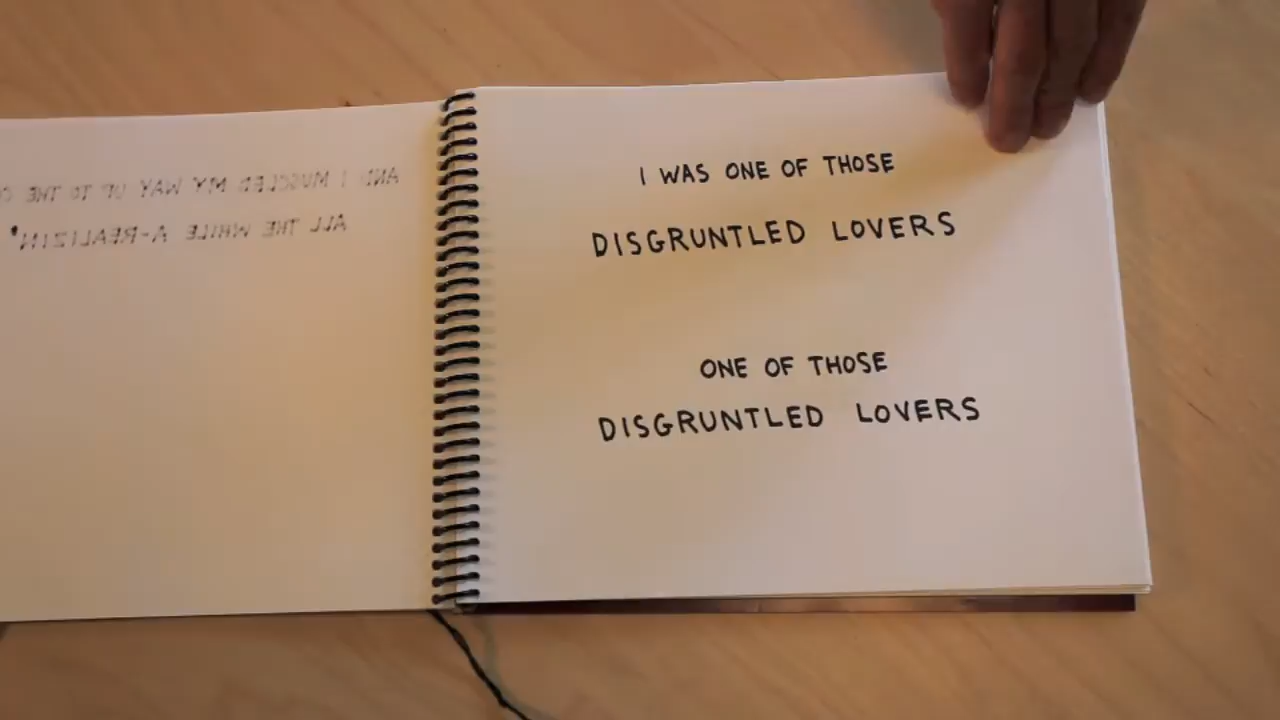 AND I MUSCLED MY WAY UP TO THE
ALL THE WHILE A-REALIZIN'
I WAS ONE OF THOSE
DISGRUNTLED LOVERS
ONE OF THOSE
DISGRUNTLED LOVERS